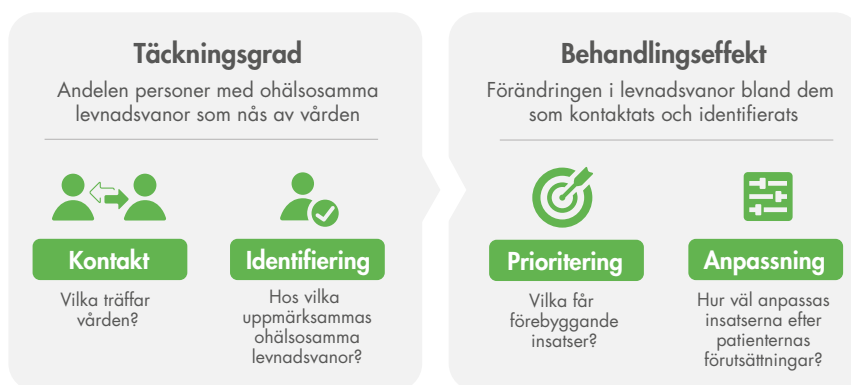 Täckningsgrad
Andelen personer med ohälsosamma
levnadsvanor som nås av vården
Kontakt
Vilka träffar
vården?
Identifiering
Hos vilka
uppmärksammas
ohälsosamma
levnadsvanor?
Behandlingseffekt
Förändringen i levnadsvanor bland dem
som kontaktats och identifierats
Prioritering
Vilka får
förebyggande
insatser?
Anpassning
Hur väl anpassas
insatserna efter
patienternas
förutsättningar?